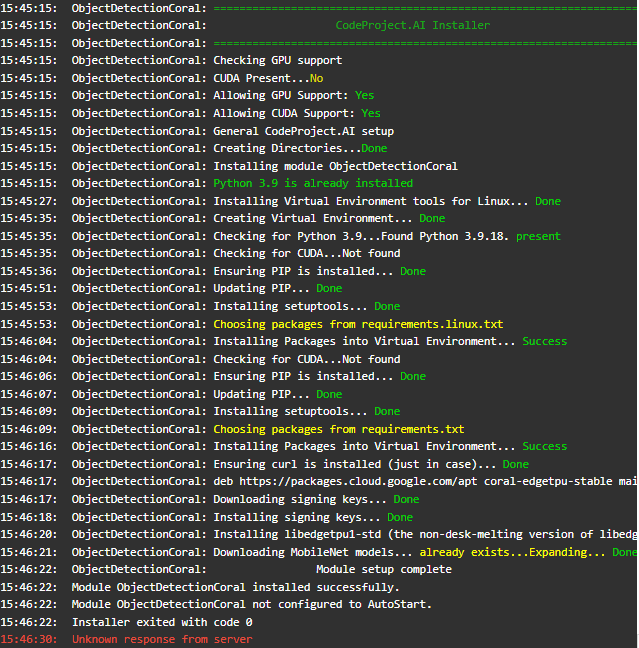 15:45:15: ObjectDetectionCoral: ======================================================================
15:45:15: ObjectDetectionCoral: CodeProject.AI Installer
15:45:15: ObjectDetectionCoral: ======================================================================
15:45:15: ObjectDetectionCoral: Checking GPU support
15:45:15: ObjectDetectionCoral: CUDA Present...No
15:45:15: ObjectDetectionCoral: Allowing GPU Support: Yes
15:45:15: ObjectDetectionCoral: Allowing CUDA Support: Yes
15:45:15: ObjectDetectionCoral: General CodeProject.AI setup
15:45:15: ObjectDetectionCoral: Creating Directories...Done
15:45:15: ObjectDetectionCoral: Installing module ObjectDetectionCoral
15:45:15: ObjectDetectionCoral: Python 3.9 is already installed
15:45:27: ObjectDetectionCoral: Installing Virtual Environment tools for Linux... Done
15:45:35: ObjectDetectionCoral: Creating Virtual Environment... Done
15:45:35: ObjectDetectionCoral: Checking for Python 3.9...Found Python 3.9.18. present
15:45:35: ObjectDetectionCoral: Checking for CUDA...Not found
15:45:36: ObjectDetectionCoral: Ensuring PIP is installed... Done
15:45:51: ObjectDetectionCoral: Updating PIP... Done
15:45:53: ObjectDetectionCoral: Installing setuptools... Done
15:45:53: ObjectDetectionCoral: Choosing packages from requirements.linux.txt
15:46:04: ObjectDetectionCoral: Installing Packages into Virtual Environment... Success
15:46:04: ObjectDetectionCoral: Checking for CUDA...Not found
15:46:06: ObjectDetectionCoral: Ensuring PIP is installed... Done
15:46:07: ObjectDetectionCoral: Updating PIP... Done
15:46:09: ObjectDetectionCoral: Installing setuptools... Done
15:46:09: ObjectDetectionCoral: Choosing packages from requirements.txt
15:46:16: ObjectDetectionCoral: Installing Packages into Virtual Environment... Success
15:46:17: ObjectDetectionCoral: Ensuring curl is installed (just in case)... Done
15:46:17: ObjectDetectionCoral: deb https://packages.cloud.google.com/apt coral-edgetpu-stable mai
15:46:17: ObjectDetectionCoral: Downloading signing keys... Done
15:46:18: ObjectDetectionCoral: Installing signing keys... Done
15:46:20: ObjectDetectionCoral: Installing libedgetpu1-std (the non-desk-melting version of libedg
15:46:21: ObjectDetectionCoral: Downloading MobileNet models... already exists...Expanding... Done
15:46:22: ObjectDetectionCoral: Module setup complete
15:46:22: Module ObjectDetectionCoral installed successfully.
15:46:22: Module ObjectDetectionCoral not configured to AutoStart.
15:46:22: Installer exited with code 0
15:46:30: Unknown response from server